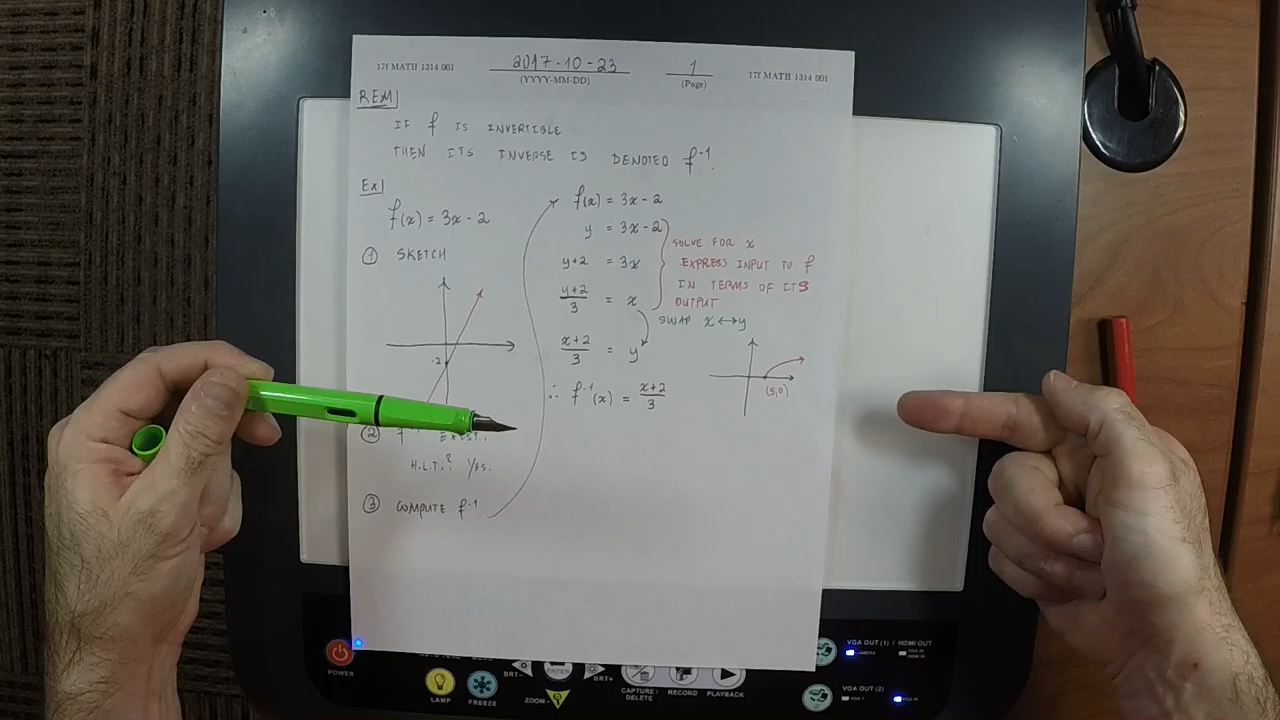 17f MATH 1314 001
2017-10-23
(YYYY-MM-DD)
1
(Page)
17f MATH 1314 001
REM
IF f IS INVERTIBLE
THEN ITS INVERSE IS DENOTED f⁻¹.
EX
f(x) = 3x - 2
① SKETCH
-2
② EXIST?
H.L.T.? YES.
③ COMPUTE f⁻¹
f(x) = 3x - 2
y = 3x - 2
y+2 = 3x
(y+2)/3 = x
SOLVE FOR x
EXPRESS INPUT TO f
IN TERMS OF ITS
OUTPUT
SWAP x ↔ y
(x+2)/3 = y
∴ f⁻¹(x) = (x+2)/3
(5,0)
POWER
LAMP
FREEZE
BRT-
ENTER
BRT+
ZOOM-
CAPTURE /
DELETE
RECORD
PLAYBACK
VGA OUT (1) / HDMI OUT
VGA OUT (2)